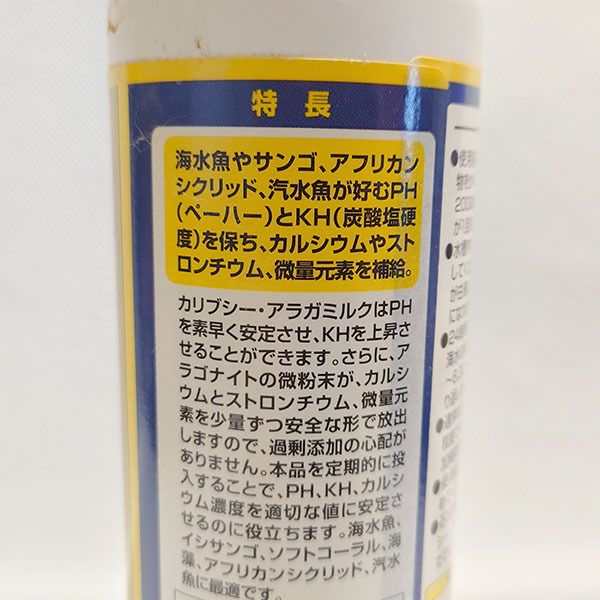 特長
海水魚やサンゴ、アフリカン
シクリッド、汽水魚が好むPH
(ペーハー)とKH(炭酸塩硬
度)を保ち、カルシウムやスト
ロンチウム、微量元素を補給。
カリブシー・アラガミルクはPH
を素早く安定させ、KHを上昇さ
せることができます。さらに、ア
ラゴナイトの微粉末が、カルシ
ウムとストロンチウム、微量元
素を少量ずつ安全な形で放出
しますので、過剰添加の心配が
ありません。本品を定期的に投
入することで、PH、KH、カルシ
ウム濃度を適切な値に安定さ
せるのに役立ちます。海水魚、
イシサンゴ、ソフトコーラル、海
藻、アフリカンシクリッド、汽水
魚に最適です。
●使用